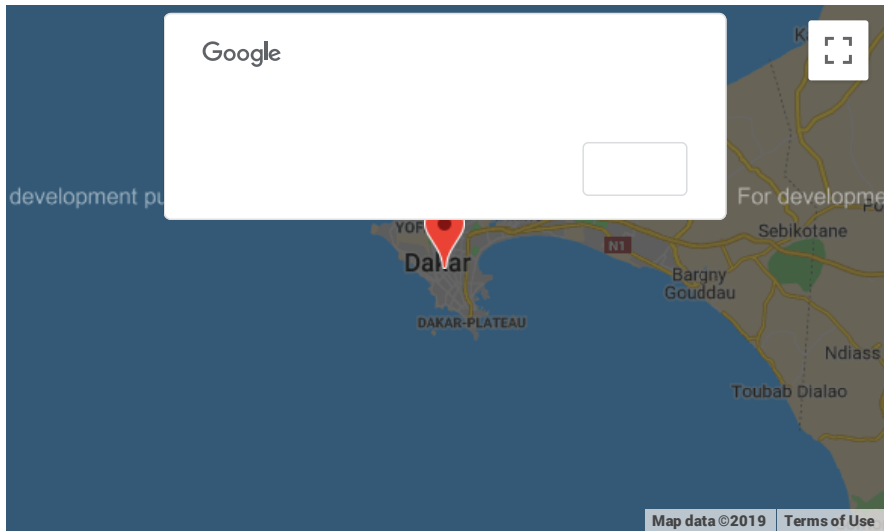 Google
development pu
For developme
YOF
N1
Sebikotane
Dakar
Bargny
Gouddau
DAKAR-PLATEAU
Ndiass
Toubab Dialao
Map data ©2019
Terms of Use